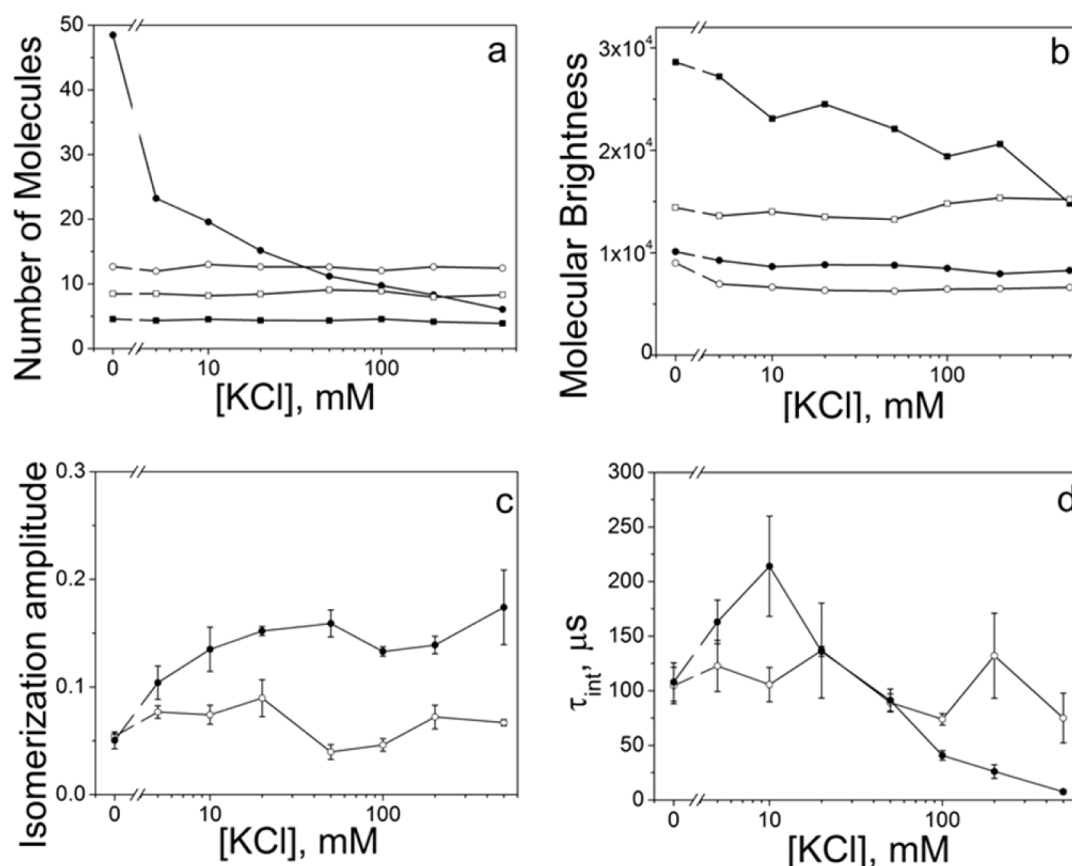 a
Number of Molecules
50
40
30
20
10
0
0 10 100
[KCl], mM
b
Molecular Brightness
3x10⁴
2x10⁴
1x10⁴
0
0 10 100
[KCl], mM
c
Isomerization amplitude
0.3
0.2
0.1
0.0
0 10 100
[KCl], mM
d
τint, µs
300
250
200
150
100
50
0
0 10 100
[KCl], mM